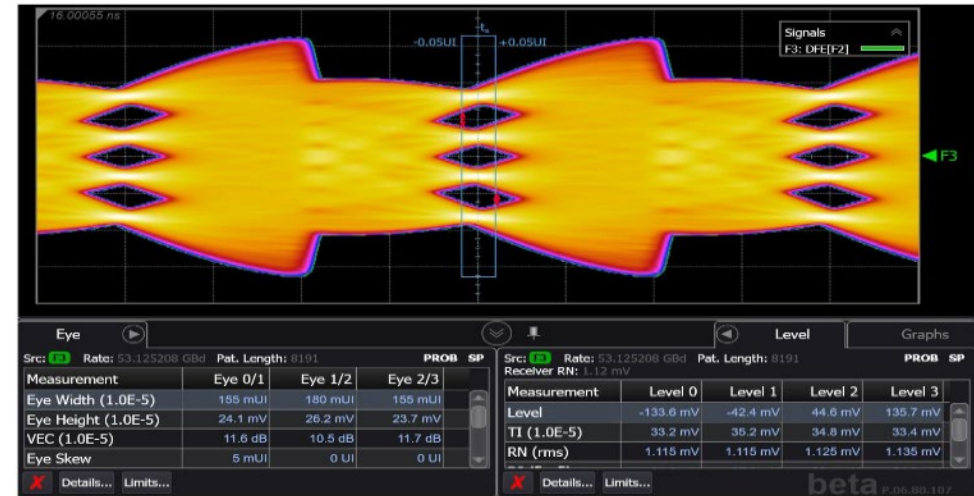 16.00055 ns
-0.05UI
+0.05UI
Signals
F3: DFE[F2]
F3
Eye
Level
Graphs
Src: F3 Rate: 53.125208 GBd Pat. Length: 8191 PROB SP
Measurement Eye 0/1 Eye 1/2 Eye 2/3
Eye Width (1.0E-5) 155 mUI 180 mUI 155 mUI
Eye Height (1.0E-5) 24.1 mV 26.2 mV 23.7 mV
VEC (1.0E-5) 11.6 dB 10.5 dB 11.7 dB
Eye Skew 5 mUI 0 UI 0 UI
Details... Limits...
Src: F3 Rate: 53.125208 GBd Pat. Length: 8191 PROB SP
Receiver RN: 1.12 mV
Measurement Level 0 Level 1 Level 2 Level 3
Level -133.6 mV -42.4 mV 44.6 mV 135.7 mV
TI (1.0E-5) 33.2 mV 35.2 mV 34.8 mV 33.4 mV
RN (rms) 1.115 mV 1.115 mV 1.125 mV 1.135 mV
Details... Limits...
beta P.06.80.107